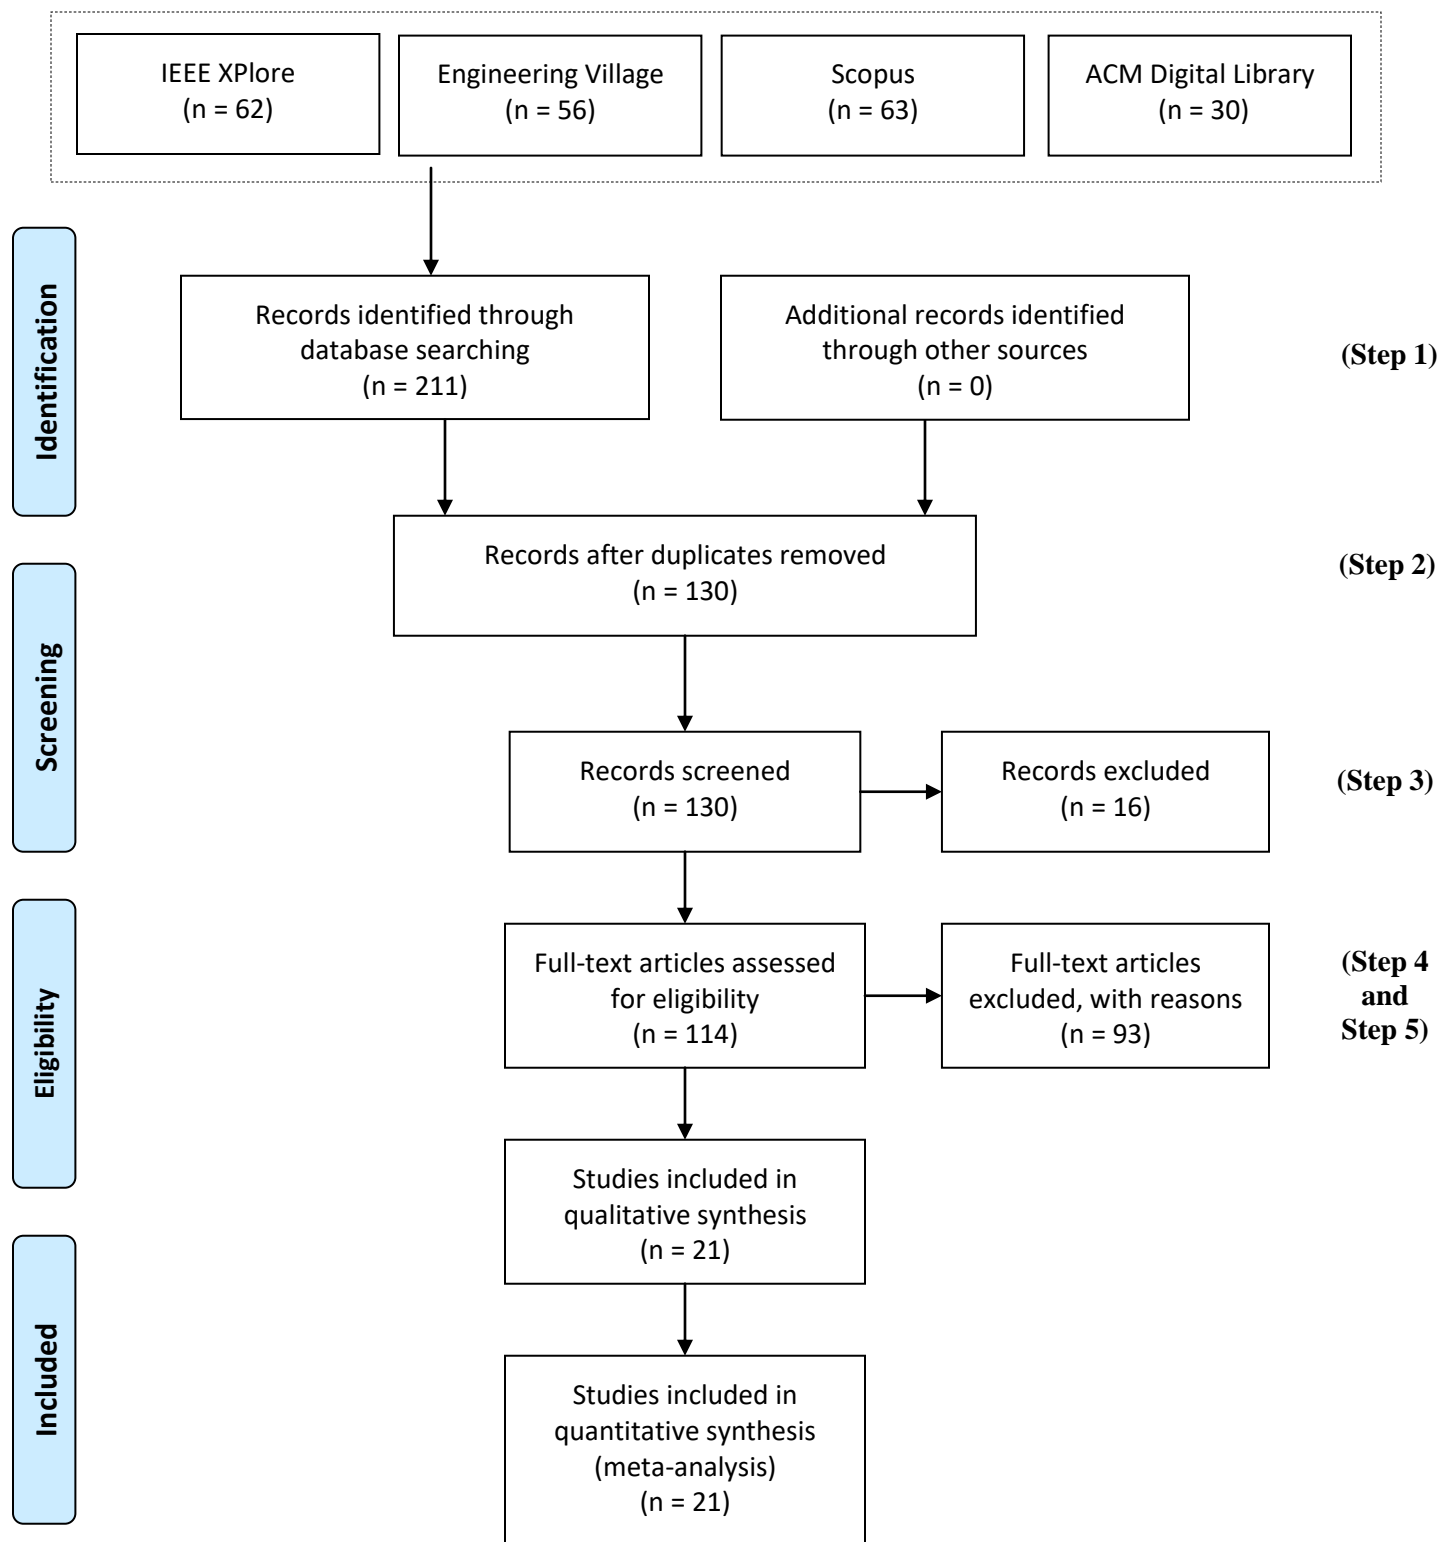 IEEE XPlore
(n = 62)
Engineering Village
(n = 56)
Scopus
(n = 63)
ACM Digital Library
(n = 30)
Identification
Records identified through
database searching
(n = 211)
Additional records identified
through other sources
(n = 0)
(Step 1)
Records after duplicates removed
(n = 130)
(Step 2)
Screening
Records screened
(n = 130)
Records excluded
(n = 16)
(Step 3)
Eligibility
Full-text articles assessed
for eligibility
(n = 114)
Full-text articles
excluded, with reasons
(n = 93)
(Step 4
and
Step 5)
Studies included in
qualitative synthesis
(n = 21)
Included
Studies included in
quantitative synthesis
(meta-analysis)
(n = 21)